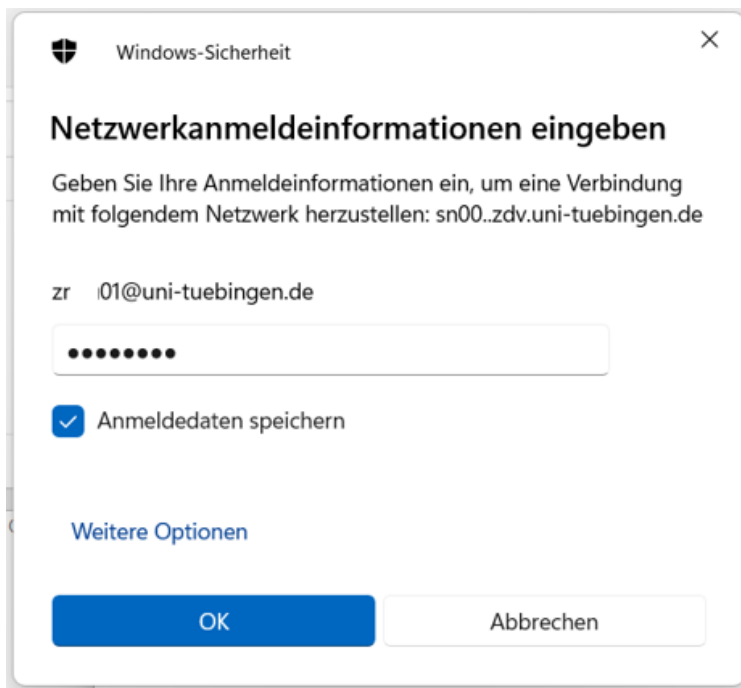 Windows-Sicherheit
Netzwerkanmeldeinformationen eingeben
Geben Sie Ihre Anmeldeinformationen ein, um eine Verbindung
mit folgendem Netzwerk herzustellen: sn00..zdv.uni-tuebingen.de
zr 01@uni-tuebingen.de
••••••••
Anmeldedaten speichern
Weitere Optionen
OK Abbrechen